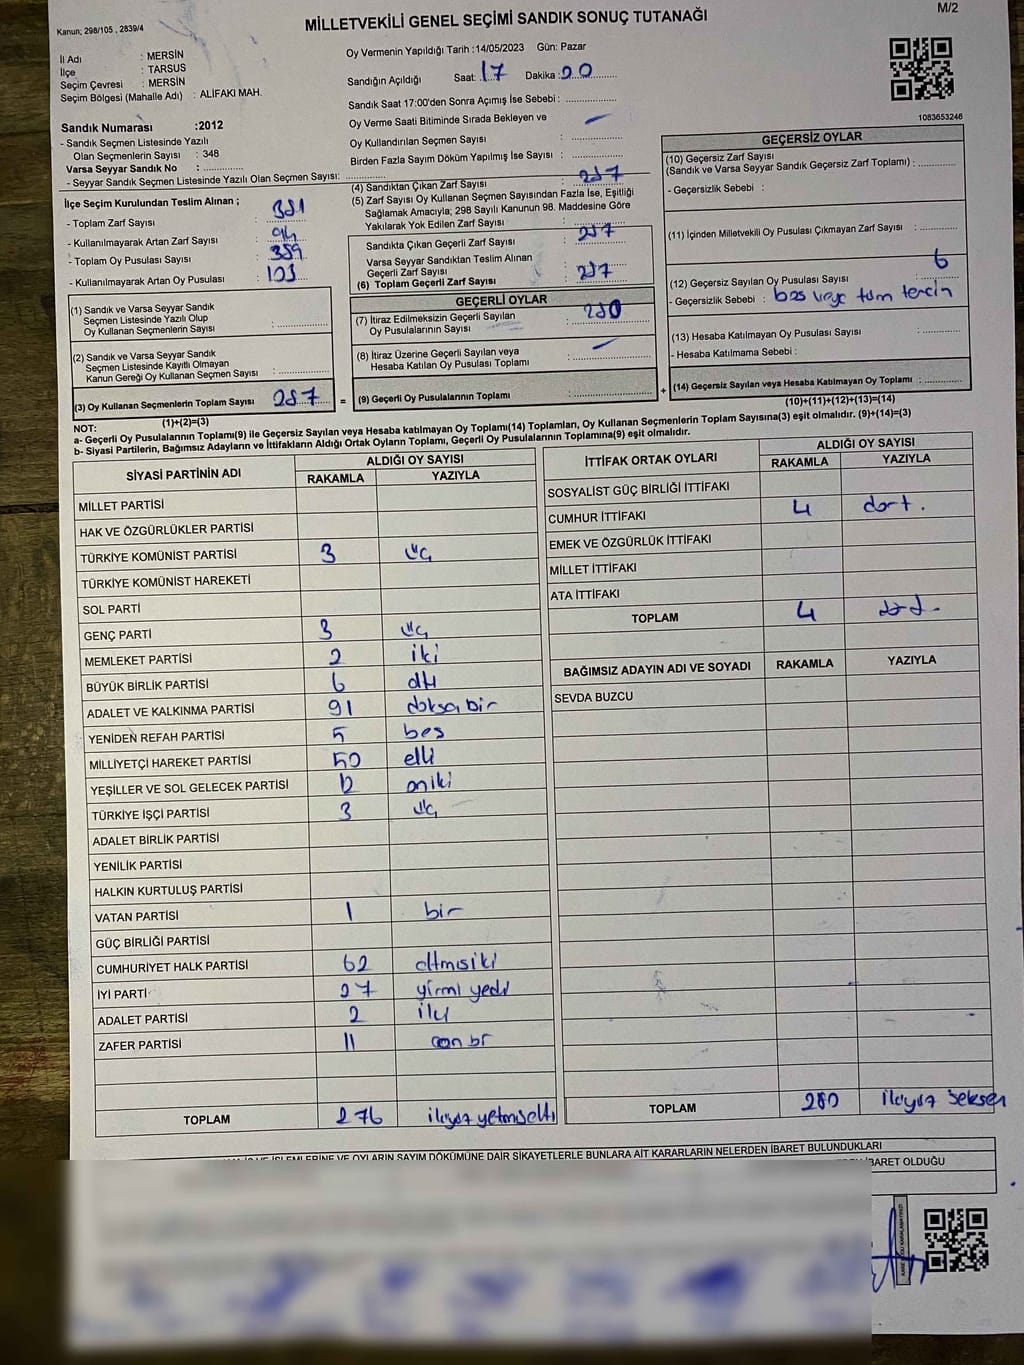 Kanun; 298/105 , 2839/4
MİLLETVEKİLİ GENEL SEÇİMİ SANDIK SONUÇ TUTANAĞI
M/2
İl Adı : MERSİN
İlçe : TARSUS
Seçim Çevresi : MERSİN
Seçim Bölgesi (Mahalle Adı) : ALİFAKI MAH.
Sandık Numarası :2012
- Sandık Seçmen Listesinde Yazılı
Olan Seçmenlerin Sayısı : 348
Varsa Seyyar Sandık No :
- Seyyar Sandık Seçmen Listesinde Yazılı Olan Seçmen Sayısı:
Oy Vermenin Yapıldığı Tarih :14/05/2023 Gün: Pazar
Sandığın Açıldığı Saat: 17 Dakika:
Sandık Saat 17:00'den Sonra Açımış İse Sebebi :
Oy Verme Saati Bitiminde Sırada Bekleyen ve
Oy Kullandırılan Seçmen Sayısı :
Birden Fazla Sayım Döküm Yapılmış İse Sayısı :
1083653246
İlçe Seçim Kurulundan Teslim Alınan ;
- Toplam Zarf Sayısı : 381
- Kullanılmayarak Artan Zarf Sayısı : 94
- Toplam Oy Pusulası Sayısı : 389
- Kullanılmayarak Artan Oy Pusulası :
(1) Sandık ve Varsa Seyyar Sandık
Seçmen Listesinde Yazılı Olup
Oy Kullanan Seçmenlerin Sayısı :
(2) Sandık ve Varsa Seyyar Sandık
Seçmen Listesinde Kayıtlı Olmayan
Kanun Gereği Oy Kullanan Seçmen Sayısı :
(3) Oy Kullanan Seçmenlerin Toplam Sayısı 287
(1)+(2)=(3)
(4) Sandıktan Çıkan Zarf Sayısı : 287
(5) Zarf Sayısı Oy Kullanan Seçmen Sayısından Fazla İse, Eşitliği
Sağlamak Amacıyla; 298 Sayılı Kanunun 98. Maddesine Göre
Yakılarak Yok Edilen Zarf Sayısı :
Sandıkta Çıkan Geçerli Zarf Sayısı : 287
Varsa Seyyar Sandıktan Teslim Alınan
Geçerli Zarf Sayısı :
(6) Toplam Geçerli Zarf Sayısı : 287
GEÇERLİ OYLAR
(7) İtiraz Edilmeksizin Geçerli Sayılan
Oy Pusulalarının Sayısı : 280
(8) İtiraz Üzerine Geçerli Sayılan veya
Hesaba Katılan Oy Pusulası Toplamı :
= (9) Geçerli Oy Pusulalarının Toplamı :
GEÇERSİZ OYLAR
(10) Geçersiz Zarf Sayısı
(Sandık ve Varsa Seyyar Sandık Geçersiz Zarf Toplamı) :
- Geçersizlik Sebebi :
(11) İçinden Milletvekili Oy Pusulası Çıkmayan Zarf Sayısı :
(12) Geçersiz Sayılan Oy Pusulası Sayısı : 6
- Geçersizlik Sebebi : tüm tercih
(13) Hesaba Katılmayan Oy Pusulası Sayısı :
- Hesaba Katılmama Sebebi :
+ (14) Geçersiz Sayılan veya Hesaba Katılmayan Oy Toplamı :
(10)+(11)+(12)+(13)=(14)
NOT:
a- Geçerli Oy Pusulalarının Toplamı(9) ile Geçersiz Sayılan veya Hesaba katılmayan Oy Toplamı(14) Toplamları, Oy Kullanan Seçmenlerin Toplam Sayısına(3) eşit olmalıdır. (9)+(14)=(3)
b- Siyasi Partilerin, Bağımsız Adayların ve İttifakların Aldığı Ortak Oyların Toplamı, Geçerli Oy Pusulalarının Toplamına(9) eşit olmalıdır.
SİYASİ PARTİNİN ADI ALDIĞI OY SAYISI
RAKAMLA YAZIYLA
MİLLET PARTİSİ
HAK VE ÖZGÜRLÜKLER PARTİSİ
TÜRKİYE KOMÜNİST PARTİSİ 3 üç
TÜRKİYE KOMÜNİST HAREKETİ
SOL PARTİ
GENÇ PARTİ 3 üç
MEMLEKET PARTİSİ 2 iki
BÜYÜK BİRLİK PARTİSİ 6 altı
ADALET VE KALKINMA PARTİSİ 91 doksabir
YENİDEN REFAH PARTİSİ 5 beş
MİLLİYETÇİ HAREKET PARTİSİ 50 elli
YEŞİLLER VE SOL GELECEK PARTİSİ 12 oniki
TÜRKİYE İŞÇİ PARTİSİ 3 üç
ADALET BİRLİK PARTİSİ
YENİLİK PARTİSİ
HALKIN KURTULUŞ PARTİSİ
VATAN PARTİSİ 1 bir
GÜÇ BİRLİĞİ PARTİSİ
CUMHURİYET HALK PARTİSİ 62 altmısiki
İYİ PARTİ 27 yirmi yedi
ADALET PARTİSİ 2 iki
ZAFER PARTİSİ 11 onbir
TOPLAM 276 ikiyüz yetmisaltı
İTTİFAK ORTAK OYLARI ALDIĞI OY SAYISI
RAKAMLA YAZIYLA
SOSYALİST GÜÇ BİRLİĞİ İTTİFAKI
CUMHUR İTTİFAKI 4 dört.
EMEK VE ÖZGÜRLÜK İTTİFAKI
MİLLET İTTİFAKI
ATA İTTİFAKI
TOPLAM 4 dört
BAĞIMSIZ ADAYIN ADI VE SOYADI RAKAMLA YAZIYLA
SEVDA BUZCU
TOPLAM 280 ikiyüz seksen
İŞLEMLERİNE VE OYLARIN SAYIM DÖKÜMÜNE DAİR ŞİKAYETLERLE BUNLARA AİT KARARLARIN NELERDEN İBARET BULUNDUKLARI
İBARET OLDUĞU